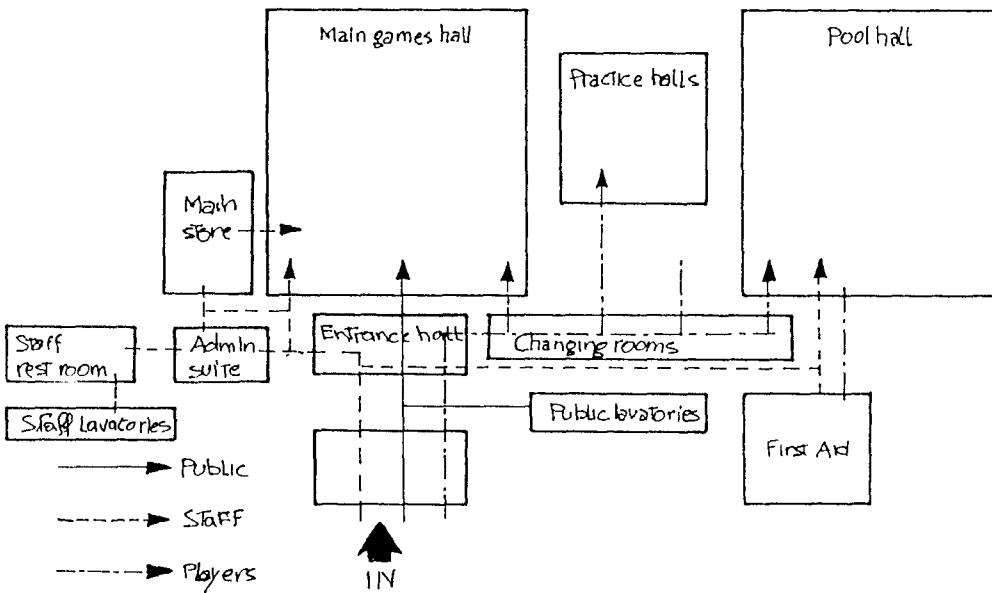 Main games hall
Pool hall
Practice halls
Main
store
Entrance hall
Changing rooms
Staff
rest room
Admin
suite
Staff lavatories
Public lavatories
First Aid
Public
Staff
Players
IN